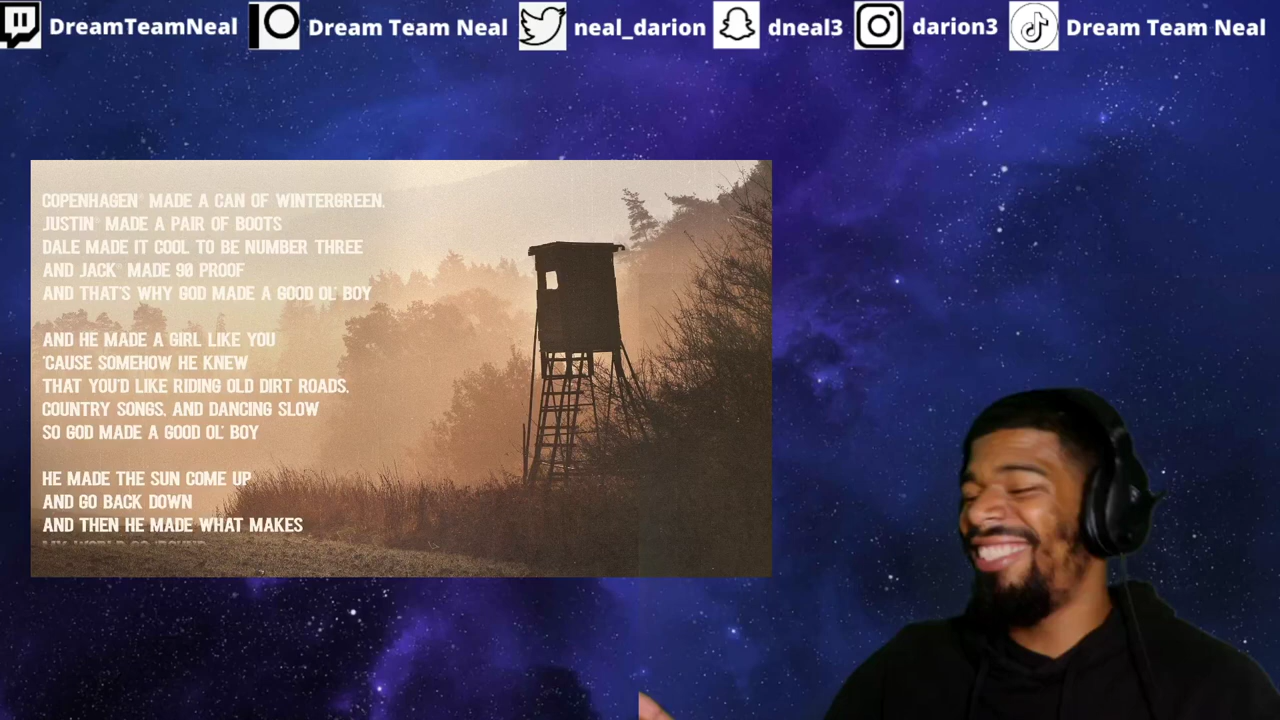 DreamTeamNeal
Dream Team Neal
neal_darion
dneal3
darion3
Dream Team Neal
COPENHAGEN® MADE A CAN OF WINTERGREEN.
JUSTIN® MADE A PAIR OF BOOTS
DALE MADE IT COOL TO BE NUMBER THREE
AND JACK® MADE 90 PROOF
AND THAT'S WHY GOD MADE A GOOD OL' BOY
AND HE MADE A GIRL LIKE YOU
'CAUSE SOMEHOW HE KNEW
THAT YOU'D LIKE RIDING OLD DIRT ROADS,
COUNTRY SONGS, AND DANCING SLOW
SO GOD MADE A GOOD OL' BOY
HE MADE THE SUN COME UP
AND GO BACK DOWN
AND THEN HE MADE WHAT MAKES